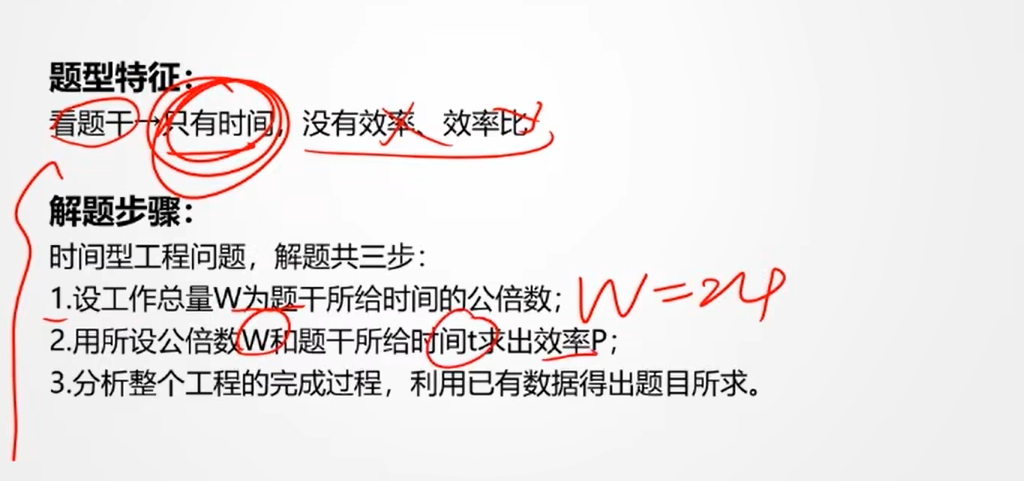 题型特征：
看题干→只有时间，没有效率、效率比
解题步骤：
时间型工程问题，解题共三步：
1.设工作总量W为题干所给时间的公倍数；W=24
2.用所设公倍数W和题干所给时间t求出效率P；
3.分析整个工程的完成过程，利用已有数据得出题目所求。